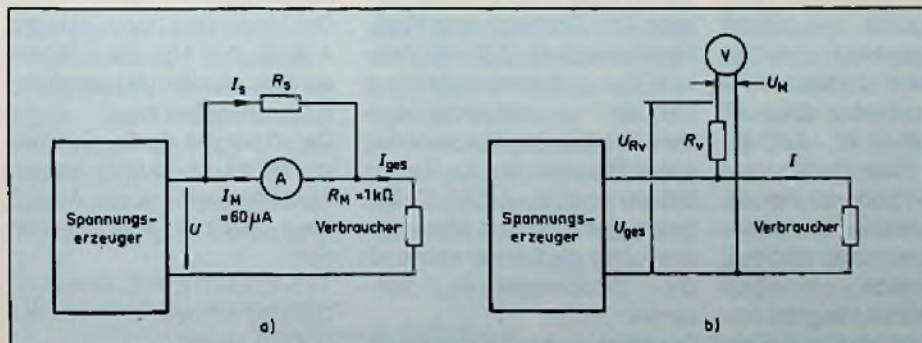 I_S R_S
A
I_ges
I_M = 60 µA
R_M = 1 kΩ
Spannungs-
erzeuger
U
Verbraucher
a)
V
U_M
U_Rv
R_v
I
Spannungs-
erzeuger
U_ges
Verbraucher
b)